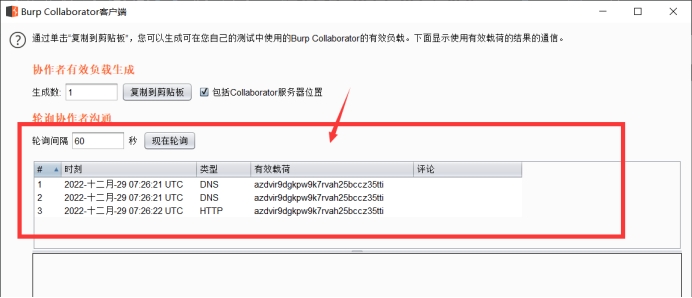 Burp Collaborator客户端
通过单击“复制到剪贴板”,您可以生成可在您自己的测试中使用的Burp Collaborator的有效负载。下面显示使用有效载荷的结果的通信。
协作者有效负载生成
生成数: 1 复制到剪贴板 包括Collaborator服务器位置
轮询协作者沟通
轮询间隔 60 秒 现在轮询
# 时刻 类型 有效载荷 评论
1 2022-十二月-29 07:26:21 UTC DNS azdvir9dgkpw9k7rvah25bccz35tti
2 2022-十二月-29 07:26:21 UTC DNS azdvir9dgkpw9k7rvah25bccz35tti
3 2022-十二月-29 07:26:22 UTC HTTP azdvir9dgkpw9k7rvah25bccz35tti